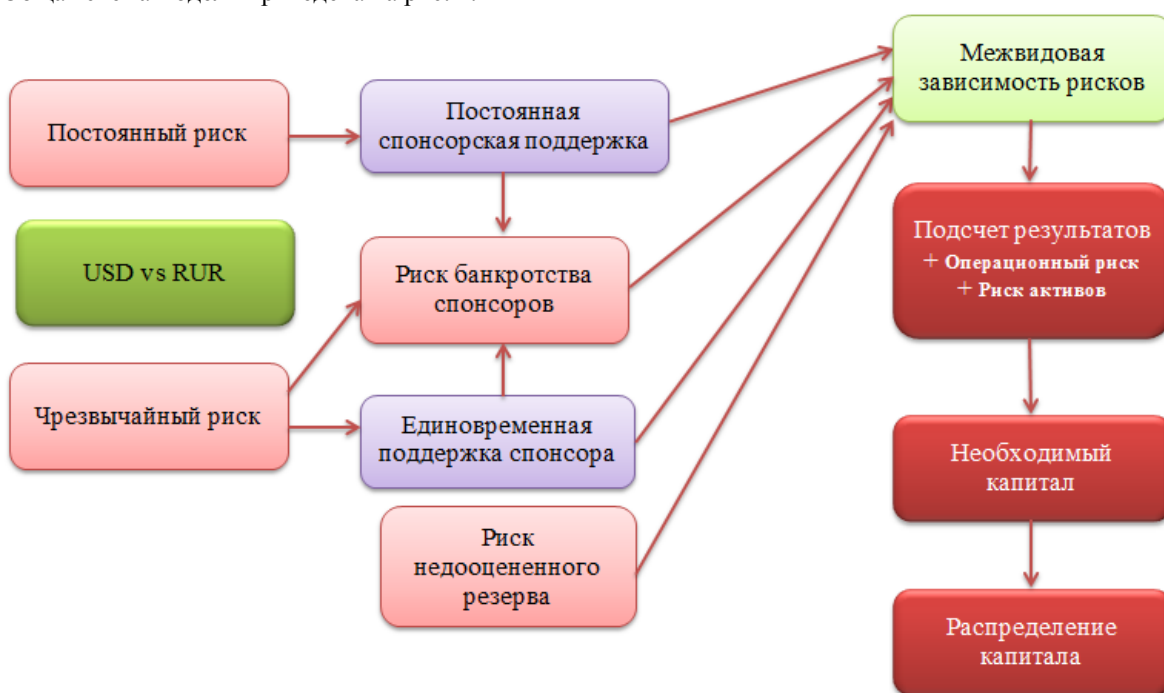 Постоянный риск
Постоянная
спонсорская поддержка
Межвидовая
зависимость рисков
USD vs RUR
Риск банкротства
спонсоров
Подсчет результатов
+ Операционный риск
+ Риск активов
Чрезвычайный риск
Единовременная
поддержка спонсора
Необходимый
капитал
Риск
недооцененного
резерва
Распределение
капитала